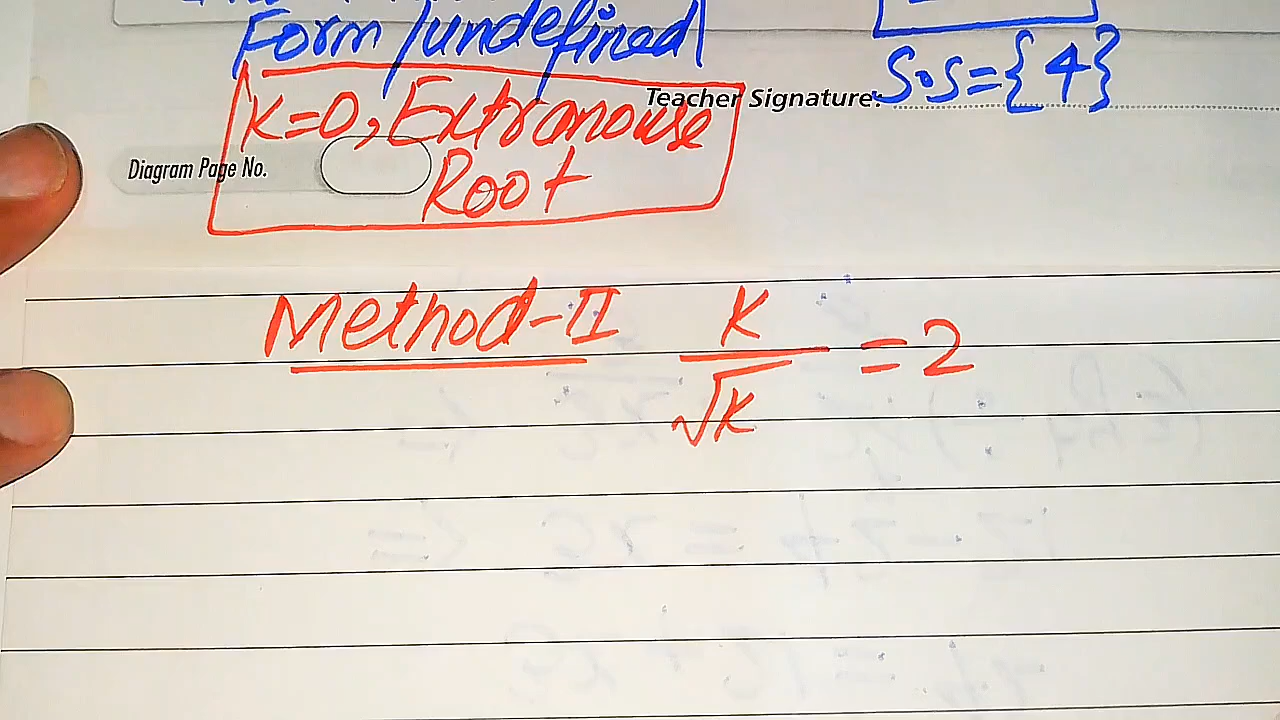 Form/undefined
S.S={4}
Teacher Signature:
K=0, Extranouse
Root
Diagram Page No.
Method-II K/√K =2